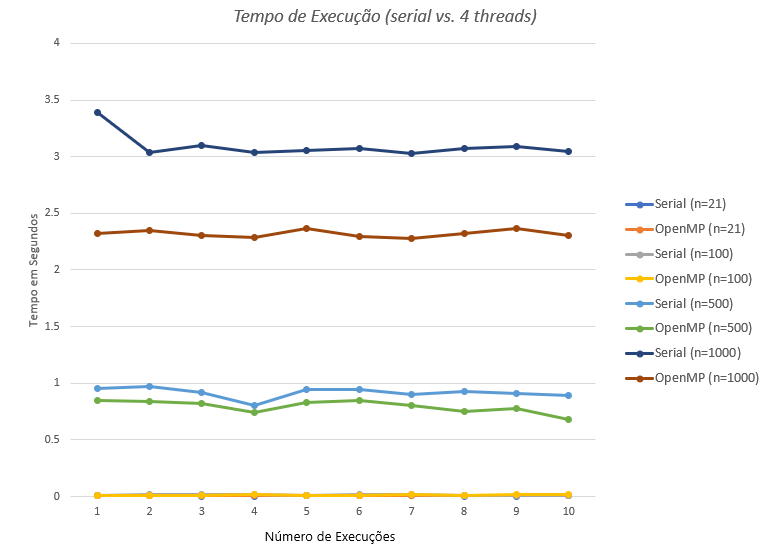 Tempo de Execução (serial vs. 4 threads)
4
3.5
3
2.5
2
1.5
1
0.5
0
Tempo em Segundos
1 2 3 4 5 6 7 8 9 10
Número de Execuções
Serial (n=21)
OpenMP (n=21)
Serial (n=100)
OpenMP (n=100)
Serial (n=500)
OpenMP (n=500)
Serial (n=1000)
OpenMP (n=1000)